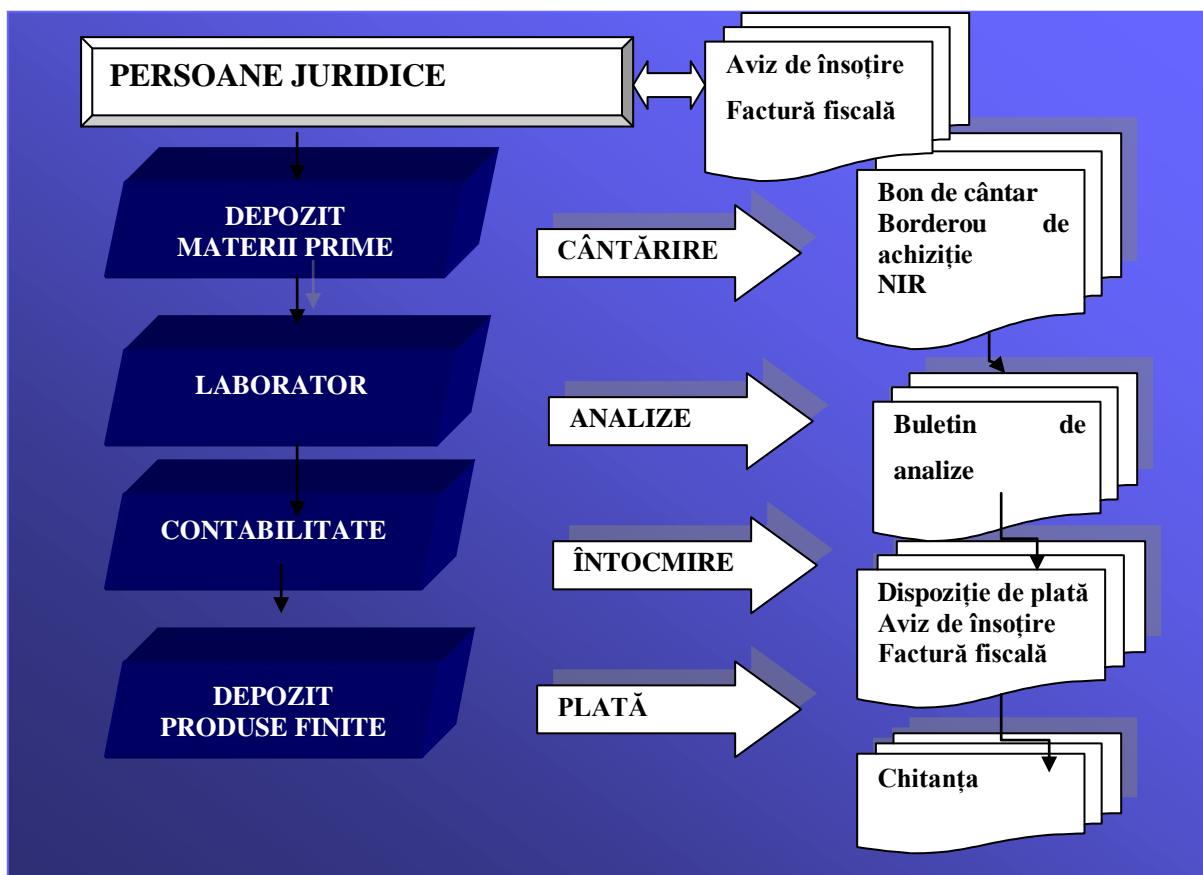 PERSOANE JURIDICE
Aviz de însoțire
Factură fiscală
DEPOZIT
MATERII PRIME
CÂNTĂRIRE
Bon de cântar
Borderou de
achiziție
NIR
LABORATOR
ANALIZE
Buletin de
analize
CONTABILITATE
ÎNTOCMIRE
Dispoziție de plată
Aviz de însoțire
Factură fiscală
DEPOZIT
PRODUSE FINITE
PLATĂ
Chitanța